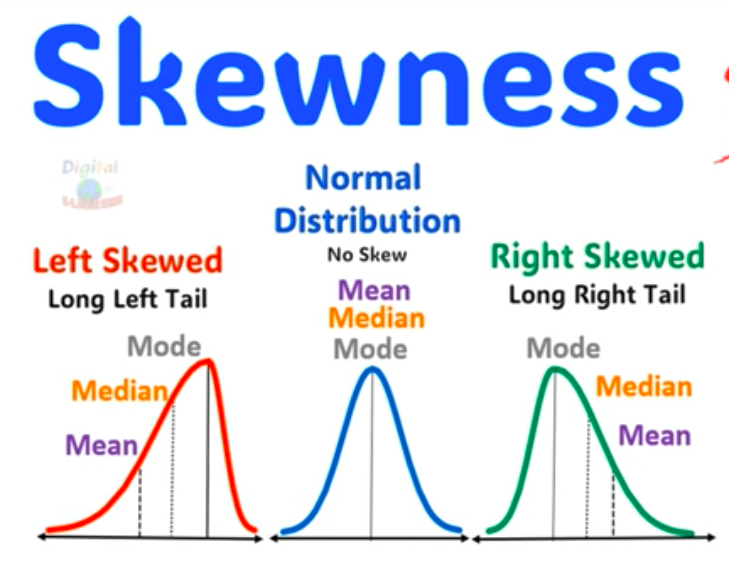 Skewness
Digital
Normal
Distribution
No Skew
Mean
Median
Mode
Left Skewed
Long Left Tail
Mode
Median
Mean
Right Skewed
Long Right Tail
Mode
Median
Mean